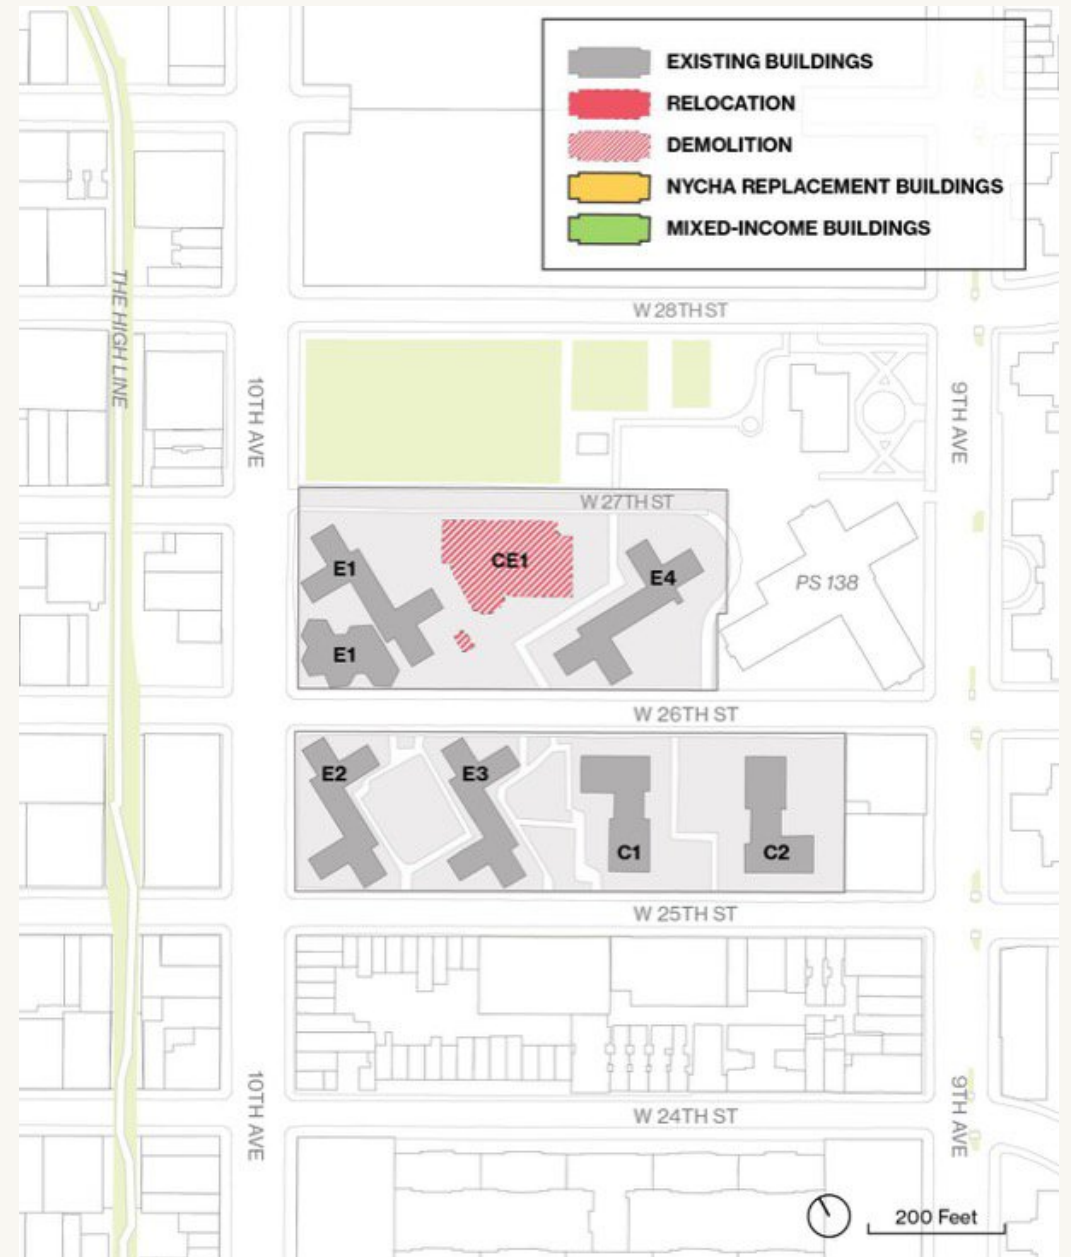 EXISTING BUILDINGS
RELOCATION
DEMOLITION
NYCHA REPLACEMENT BUILDINGS
MIXED-INCOME BUILDINGS
W 28TH ST
THE HIGH LINE
10TH AVE
9TH AVE
W 27TH ST
E1
CE1
E4
PS 138
E1
W 26TH ST
E2
E3
C1
C2
W 25TH ST
10TH AVE
9TH AVE
W 24TH ST
200 Feet